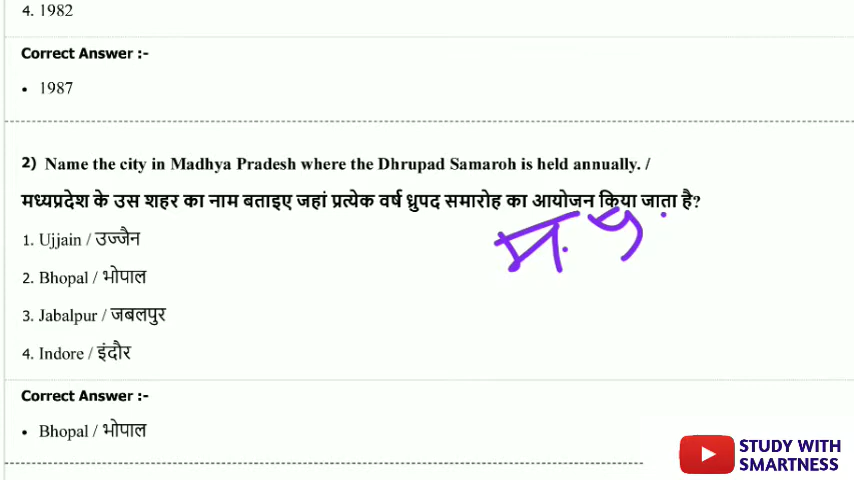 4. 1982
Correct Answer :-
• 1987
2) Name the city in Madhya Pradesh where the Dhrupad Samaroh is held annually. /
मध्यप्रदेश के उस शहर का नाम बताइए जहां प्रत्येक वर्ष ध्रुपद समारोह का आयोजन किया जाता है?
म. प्र.
1. Ujjain / उज्जैन
2. Bhopal / भोपाल
3. Jabalpur / जबलपुर
4. Indore / इंदौर
Correct Answer :-
• Bhopal / भोपाल
STUDY WITH
SMARTNESS